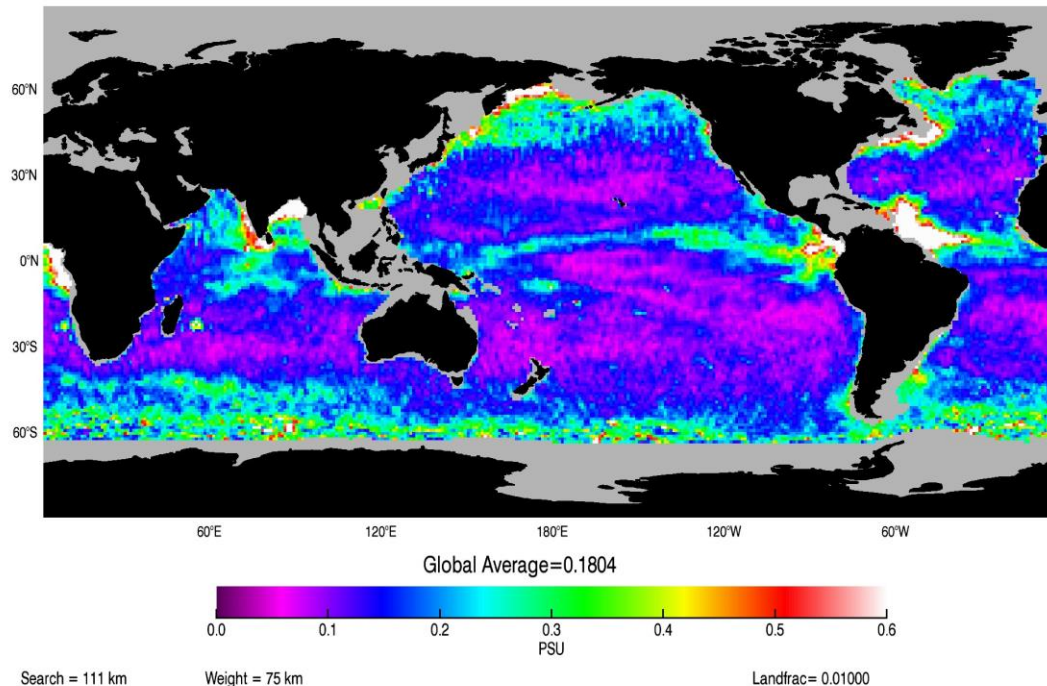 60°N
30°N
0°N
30°S
60°S
60°E 120°E 180°E 120°W 60°W
Global Average=0.1804
0.0 0.1 0.2 0.3 0.4 0.5 0.6
PSU
Search = 111 km Weight = 75 km Landfrac= 0.01000